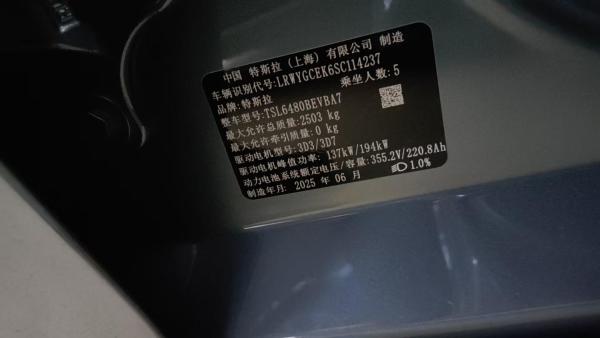 中国 特斯拉（上海）有限公司 制造
车辆识别代号:LRWYGCEK6SC114237
品牌:特斯拉 乘坐人数:5
整车型号:TSL6480BEVBA7
最大允许总质量:2503 kg
最大允许牵引质量:0 kg
驱动电机型号:3D3/3D7
驱动电机峰值功率: 137kW/194kW
动力电池系统额定电压/容量:355.2V/220.8Ah
制造年月: 2025 年 06 月 1.0%